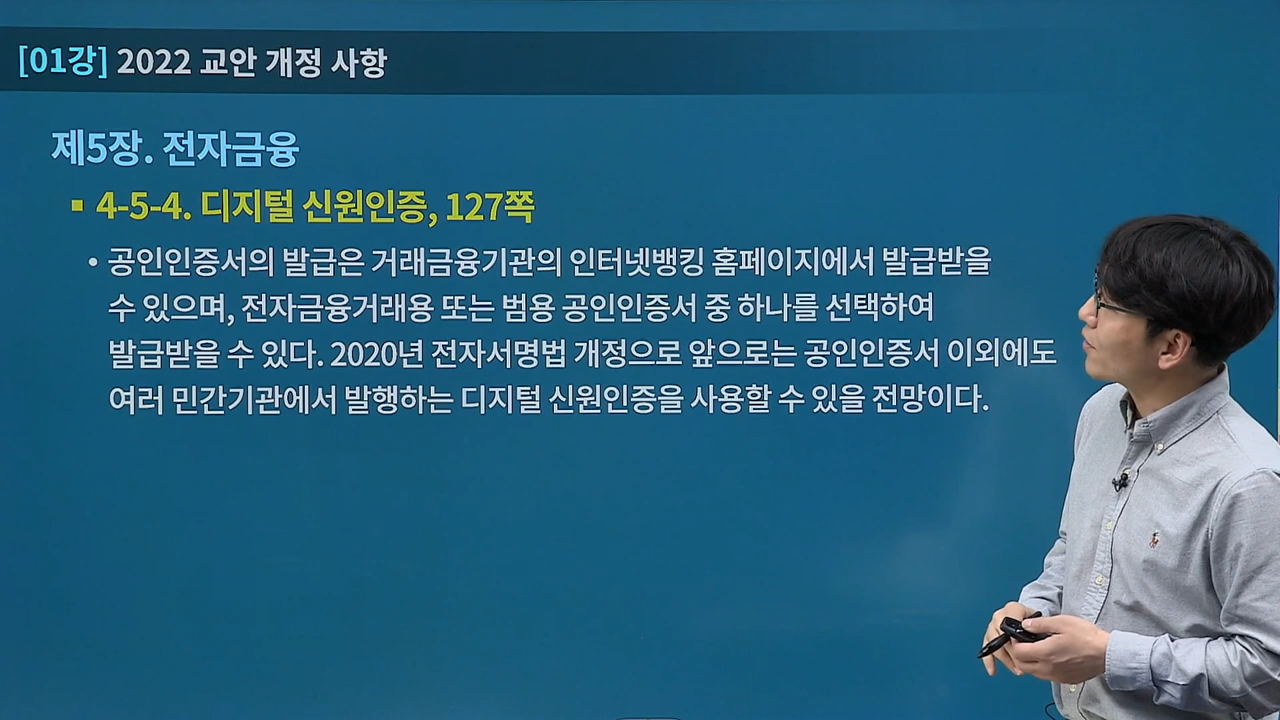 [01강] 2022 교안 개정 사항
제5장. 전자금융
▪ 4-5-4. 디지털 신원인증, 127쪽
• 공인인증서의 발급은 거래금융기관의 인터넷뱅킹 홈페이지에서 발급받을
수 있으며, 전자금융거래용 또는 범용 공인인증서 중 하나를 선택하여
발급받을 수 있다. 2020년 전자서명법 개정으로 앞으로는 공인인증서 이외에도
여러 민간기관에서 발행하는 디지털 신원인증을 사용할 수 있을 전망이다.